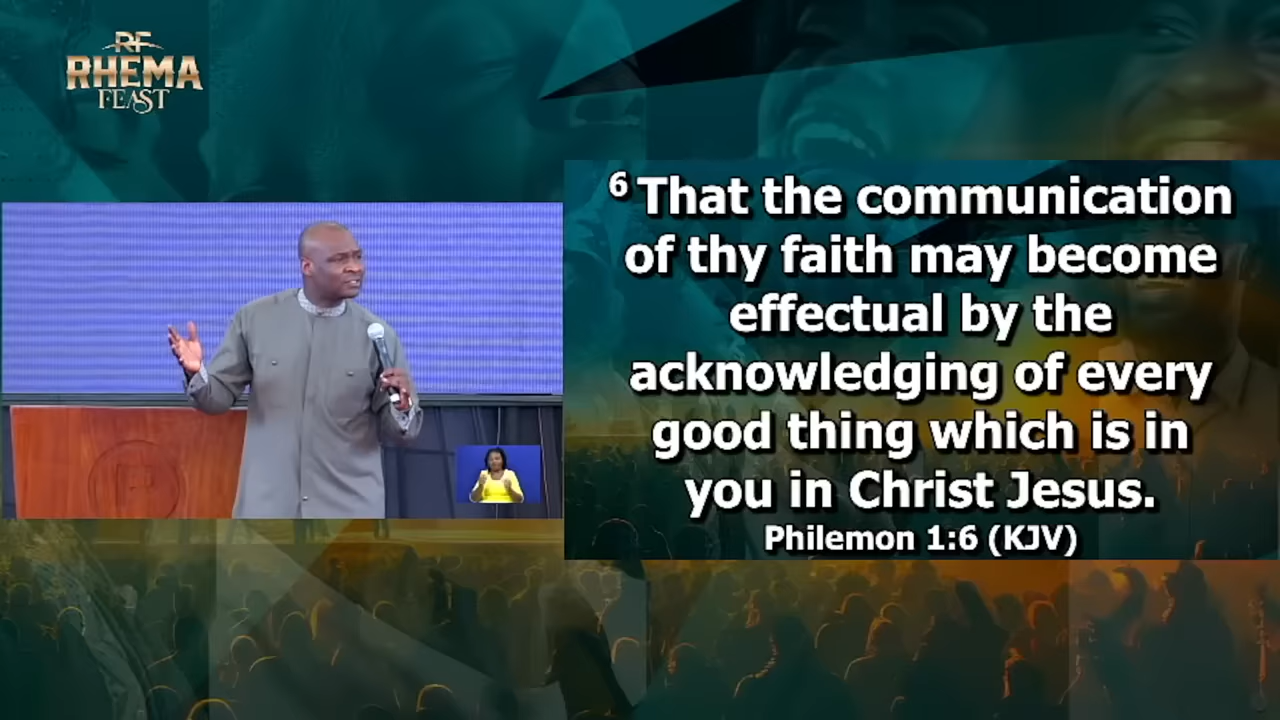 RF
RHEMA
FEAST
6 That the communication
of thy faith may become
effectual by the
acknowledging of every
good thing which is in
you in Christ Jesus.
Philemon 1:6 (KJV)